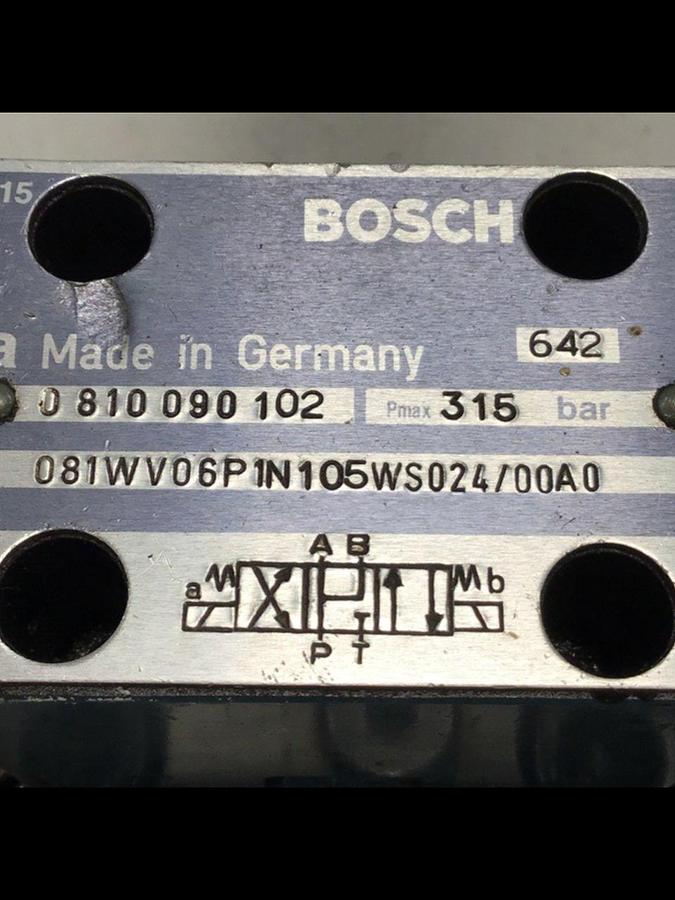 15
BOSCH
a Made in Germany 642
0 810 090 102 Pmax 315 bar
081WV06P1N105WS024/00A0
A B
a b
P T